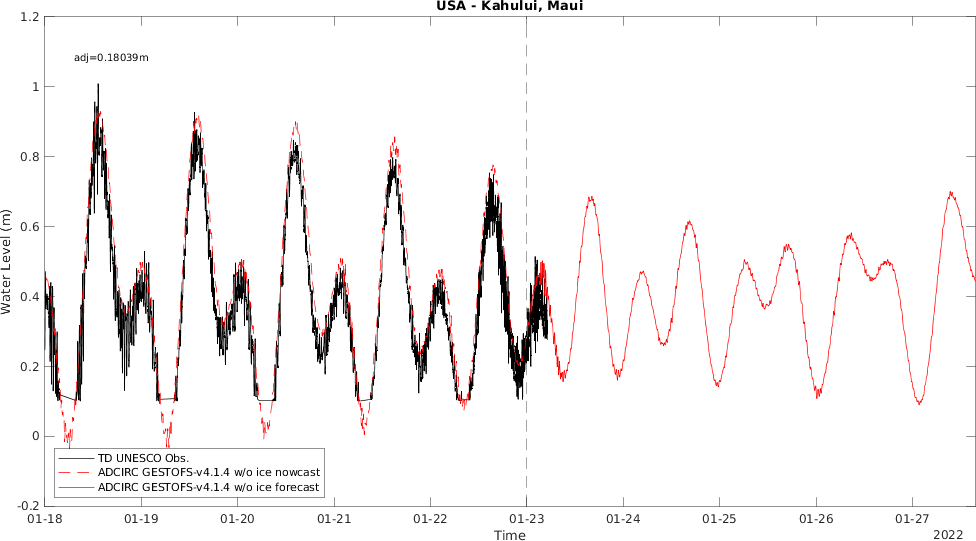 USA - Kahului, Maui
1.2
adj=0.18039m
1
0.8
0.6
Water Level (m)
0.4
0.2
0
TD UNESCO Obs.
ADCIRC GESTOFS-v4.1.4 w/o ice nowcast
ADCIRC GESTOFS-v4.1.4 w/o ice forecast
-0.2
01-18 01-19 01-20 01-21 01-22 01-23 01-24 01-25 01-26 01-27
Time
2022